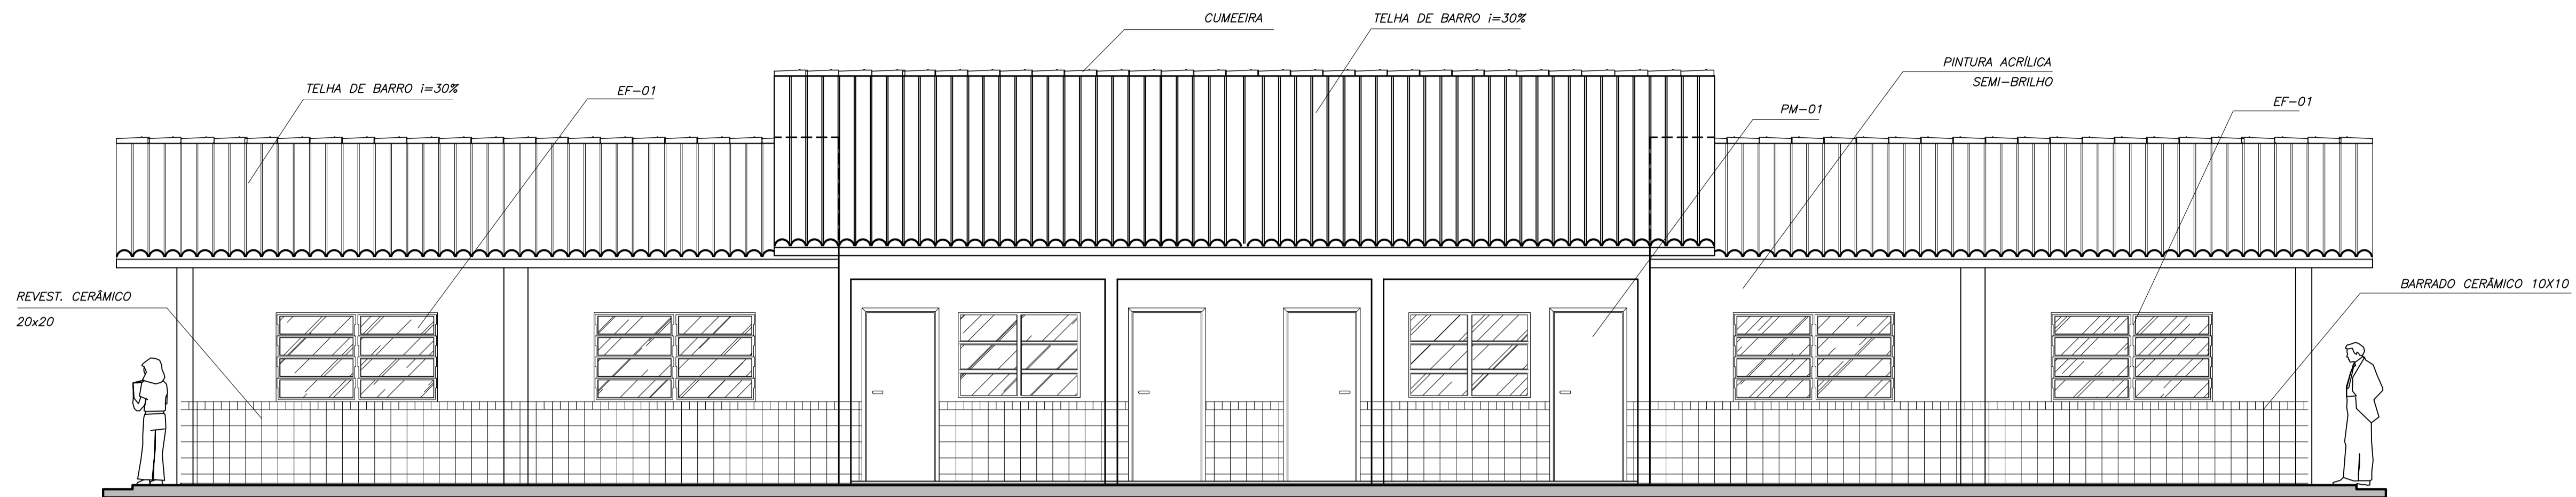 CUMEEIRA
TELHA DE BARRO i=30%
PINTURA ACRÍLICA
SEMI-BRILHO
TELHA DE BARRO i=30%
EF-01
PM-01
EF-01
REVEST. CERÂMICO
20x20
BARRADO CERÂMICO 10X10